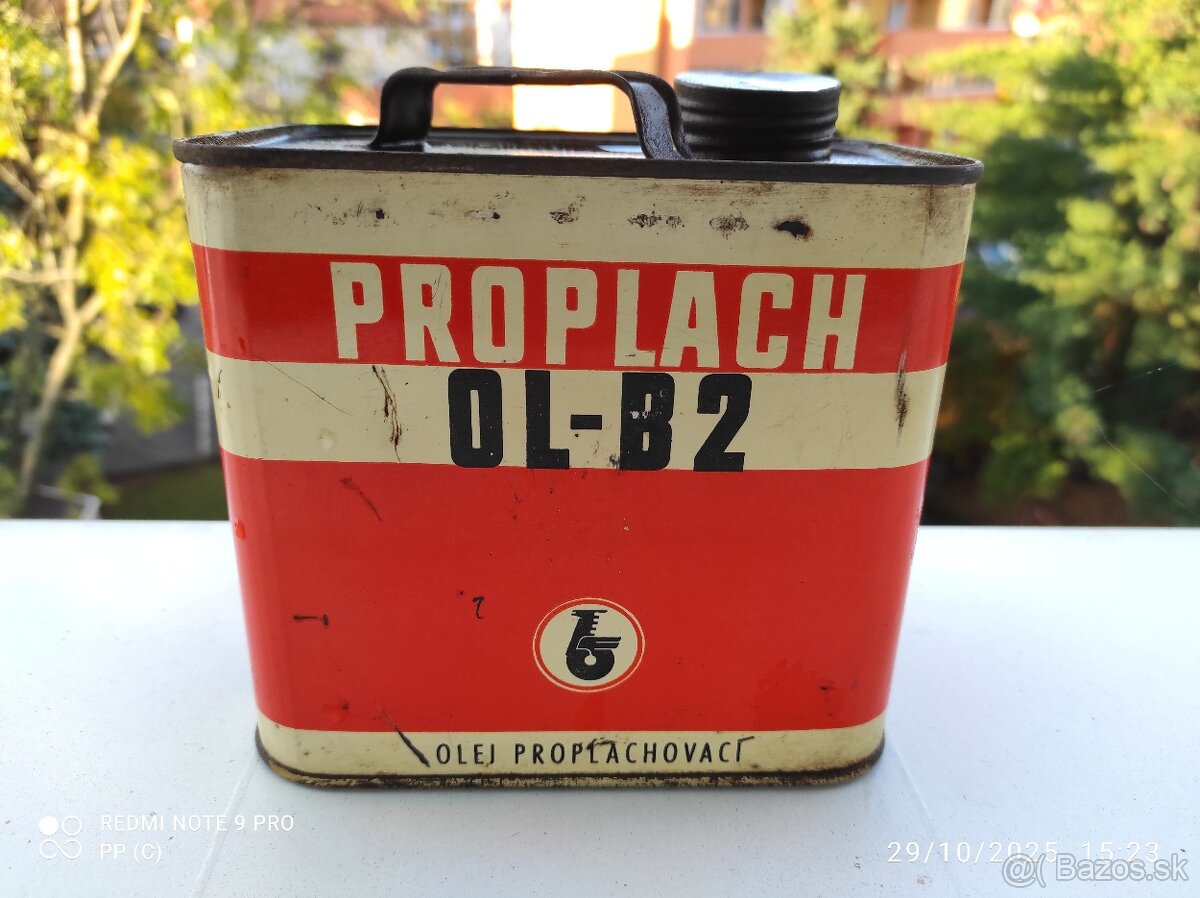 PROPLACH
OL-B2
OLEJ PROPLACHOVACÍ
REDMI NOTE 9 PRO
PP (C)
29/10/2025 15:23
@( Bazos.sk